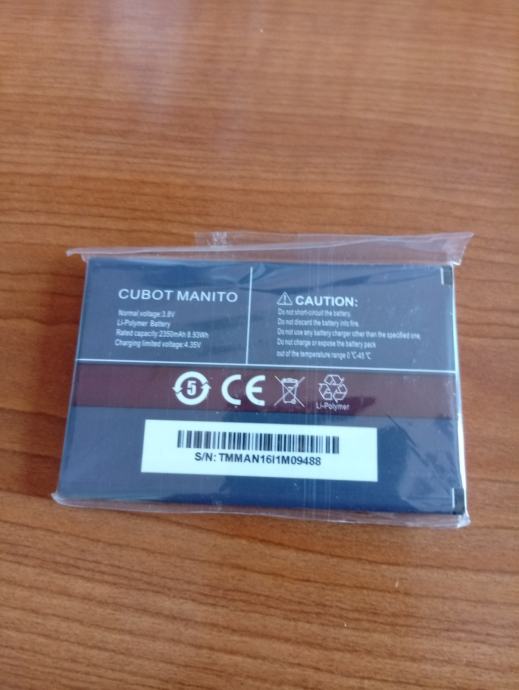 CUBOT MANITO
Normal voltage:3.8V
Li-Polymer Battery
Rated capacity:2350mAh 8.93Wh
Charging limited voltage:4.35V
CAUTION:
Do not short-circuit the battery.
Do not discard the battery into fire.
Do not use any battery charger other than the specified one.
Do not charge or expose the battery pack
out of the temperature range 0℃-45℃
5
CE
Li-Polymer
S/N: TMMAN16I1M09488